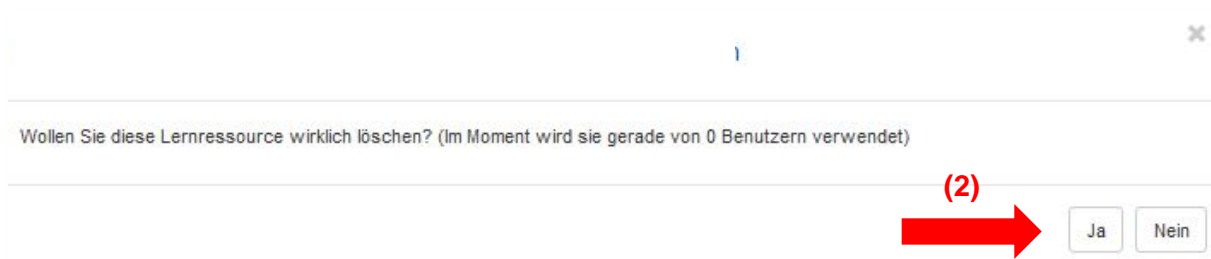 Wollen Sie diese Lernressource wirklich löschen? (Im Moment wird sie gerade von 0 Benutzern verwendet)
(2)
Ja Nein